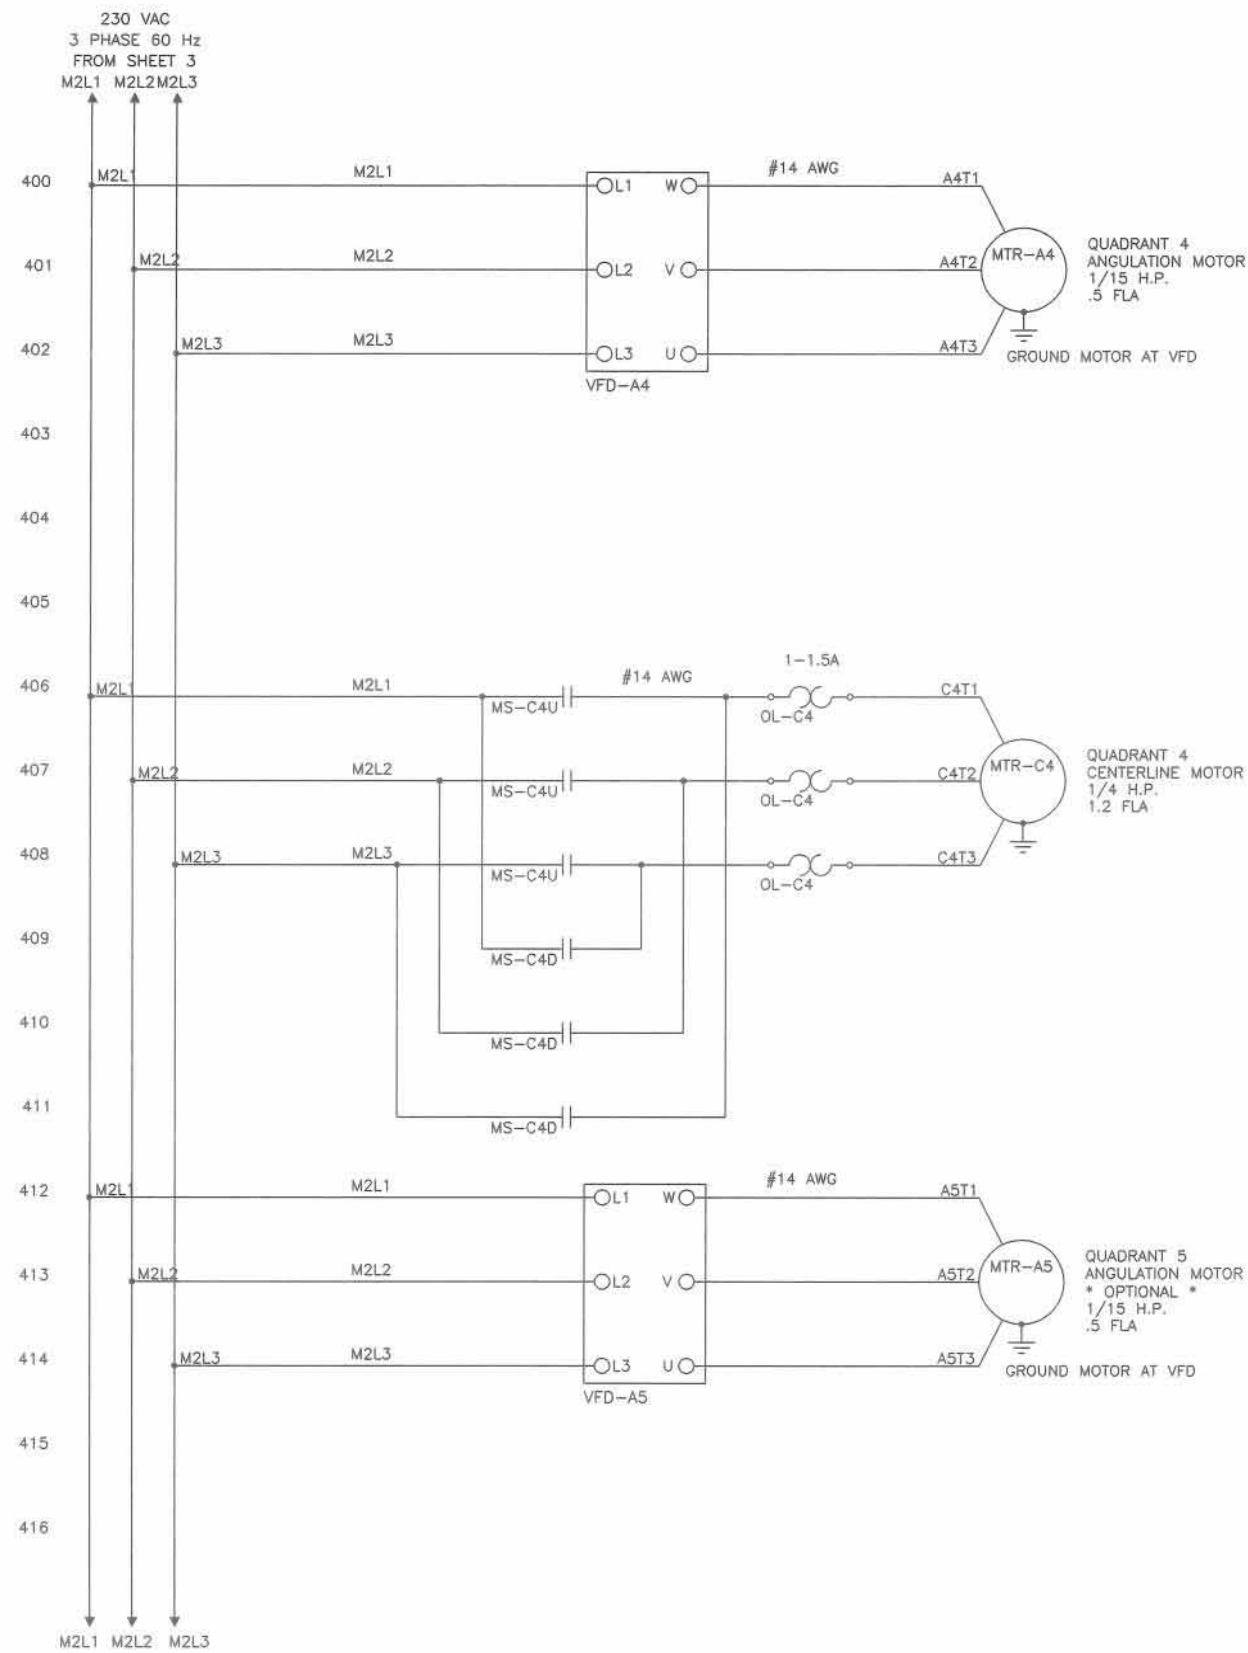 230 VAC
3 PHASE 60 Hz
FROM SHEET 3
M2L1 M2L2 M2L3
400 M2L1 M2L1 L1 W #14 AWG A4T1
401 M2L2 M2L2 L2 V A4T2 MTR-A4
QUADRANT 4
ANGULATION MOTOR
1/15 H.P.
.5 FLA
402 M2L3 M2L3 L3 U A4T3
GROUND MOTOR AT VFD
VFD-A4
403
404
405
1-1.5A
406 M2L1 M2L1 MS-C4U #14 AWG OL-C4 C4T1
407 M2L2 M2L2 MS-C4U OL-C4 C4T2 MTR-C4
QUADRANT 4
CENTERLINE MOTOR
1/4 H.P.
1.2 FLA
408 M2L3 M2L3 MS-C4U OL-C4 C4T3
409 MS-C4D
410 MS-C4D
411 MS-C4D
412 M2L1 M2L1 L1 W #14 AWG A5T1
413 M2L2 M2L2 L2 V A5T2 MTR-A5
QUADRANT 5
ANGULATION MOTOR
* OPTIONAL *
1/15 H.P.
.5 FLA
414 M2L3 M2L3 L3 U A5T3
GROUND MOTOR AT VFD
VFD-A5
415
416
M2L1 M2L2 M2L3